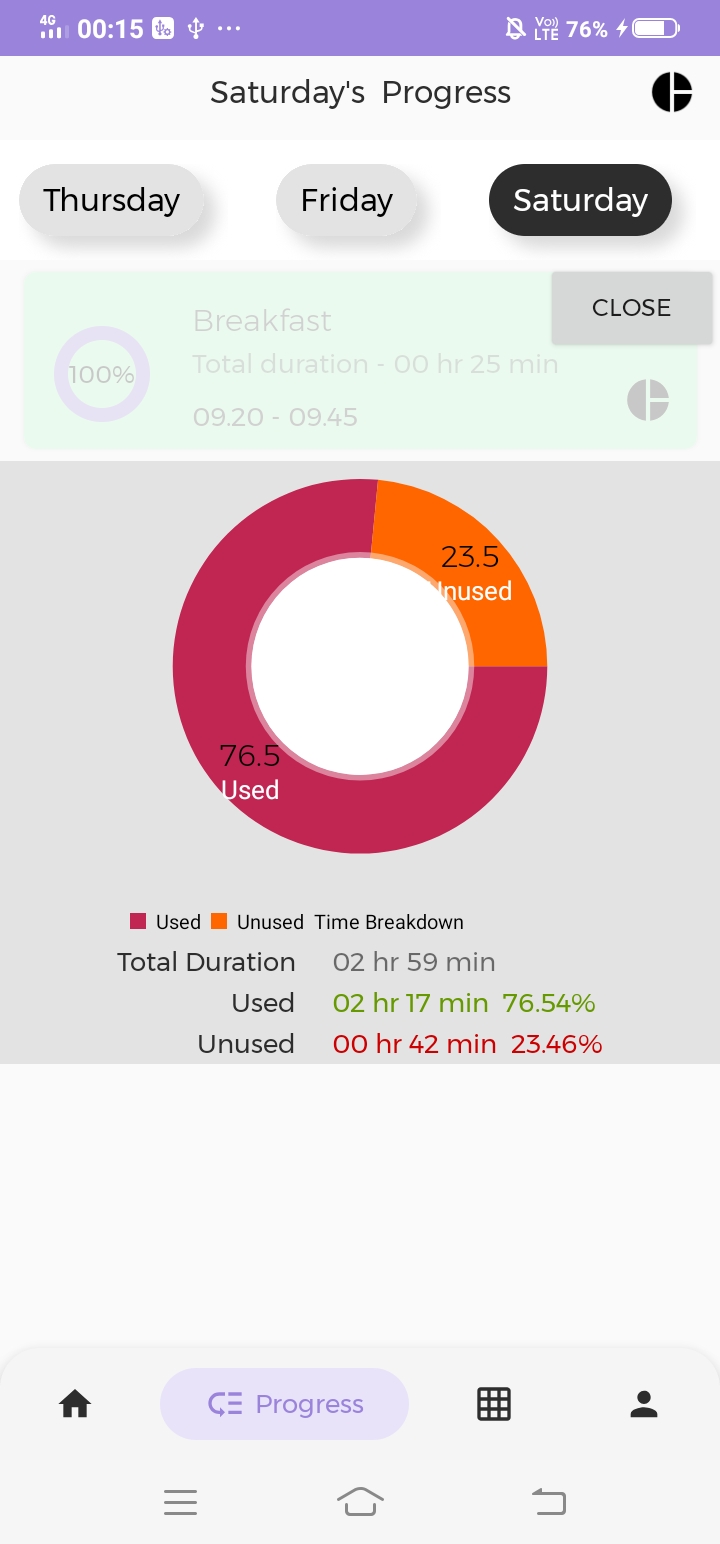 4G 00:15 Vo)) LTE 76%
Saturday's Progress
Thursday Friday Saturday
CLOSE
Breakfast
100%
Total duration - 00 hr 25 min
09.20 - 09.45
23.5
Unused
76.5
Used
Used Unused Time Breakdown
Total Duration 02 hr 59 min
Used 02 hr 17 min 76.54%
Unused 00 hr 42 min 23.46%
Progress